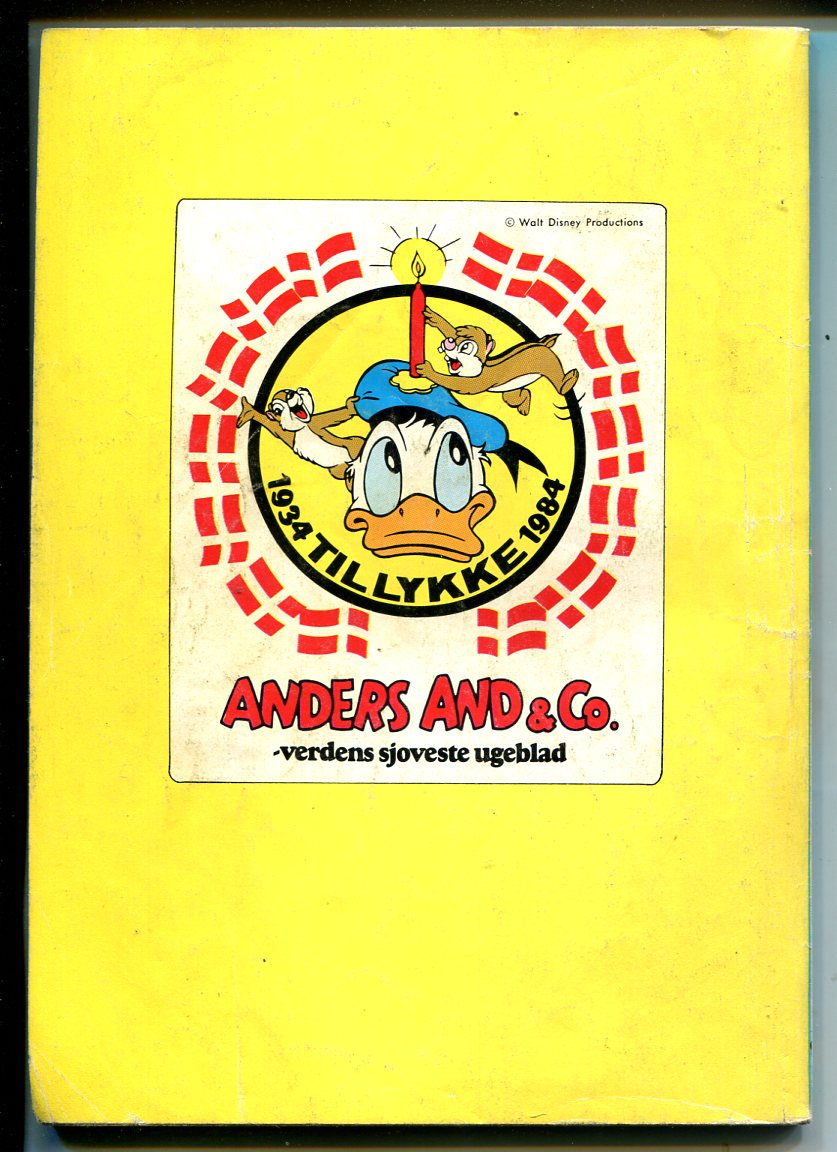 © Walt Disney Productions
1934 TILLYKKE 1984
ANDERS AND & Co.
-verdens sjoveste ugeblad